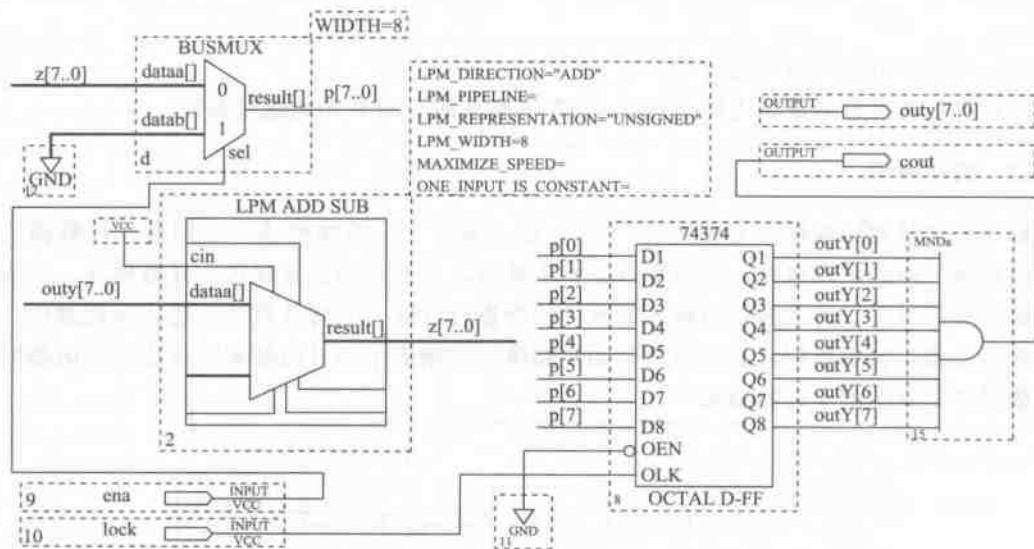 WIDTH=8
BUSMUX
z[7..0]
dataa[]
0
result[]
p[7..0]
datab[]
1
sel
d
GND
12
LPM_DIRECTION="ADD"
LPM_PIPELINE=
LPM_REPRESENTATION="UNSIGNED"
LPM_WIDTH=8
MAXIMIZE_SPEED=
ONE_INPUT_IS_CONSTANT=
OUTPUT
outy[7..0]
OUTPUT
cout
LPM ADD SUB
VCC
cin
outy[7..0]
dataa[]
result[]
z[7..0]
2
74374
p[0]
D1
Q1
outY[0]
p[1]
D2
Q2
outY[1]
p[2]
D3
Q3
outY[2]
p[3]
D4
Q4
outY[3]
p[4]
D5
Q5
outY[4]
p[5]
D6
Q6
outY[5]
p[6]
D7
Q7
outY[6]
p[7]
D8
Q8
outY[7]
MNDs
15
OEN
OLK
8
OCTAL D-FF
GND
11
9
ena
INPUT
VCC
10
lock
INPUT
VCC